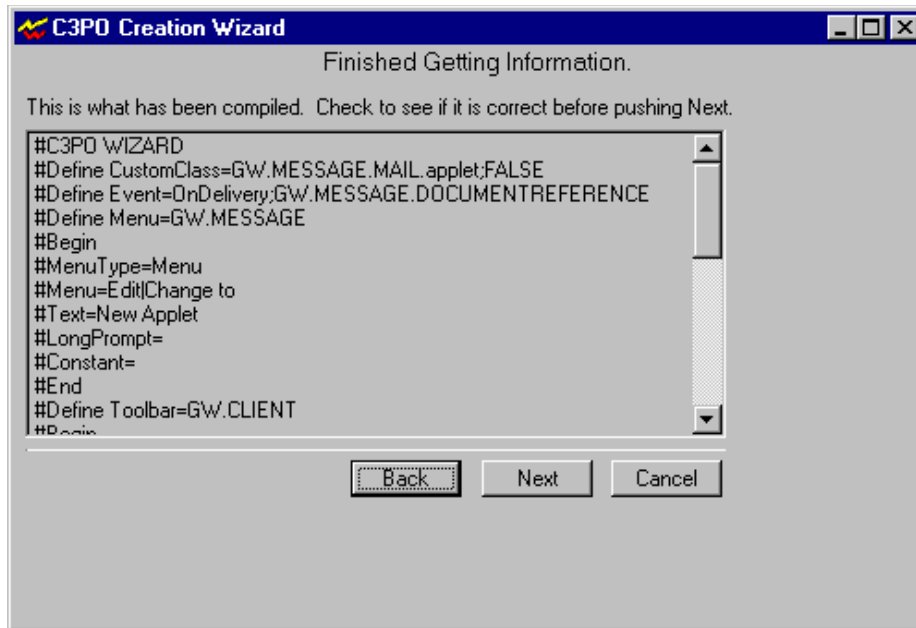 C3PO Creation Wizard
Finished Getting Information.
This is what has been compiled.  Check to see if it is correct before pushing Next.
#C3PO WIZARD
#Define CustomClass=GW.MESSAGE.MAIL.applet;FALSE
#Define Event=OnDelivery;GW.MESSAGE.DOCUMENTREFERENCE
#Define Menu=GW.MESSAGE
#Begin
#MenuType=Menu
#Menu=Edit|Change to
#Text=New Applet
#LongPrompt=
#Constant=
#End
#Define Toolbar=GW.CLIENT
#Begin
Back Next Cancel